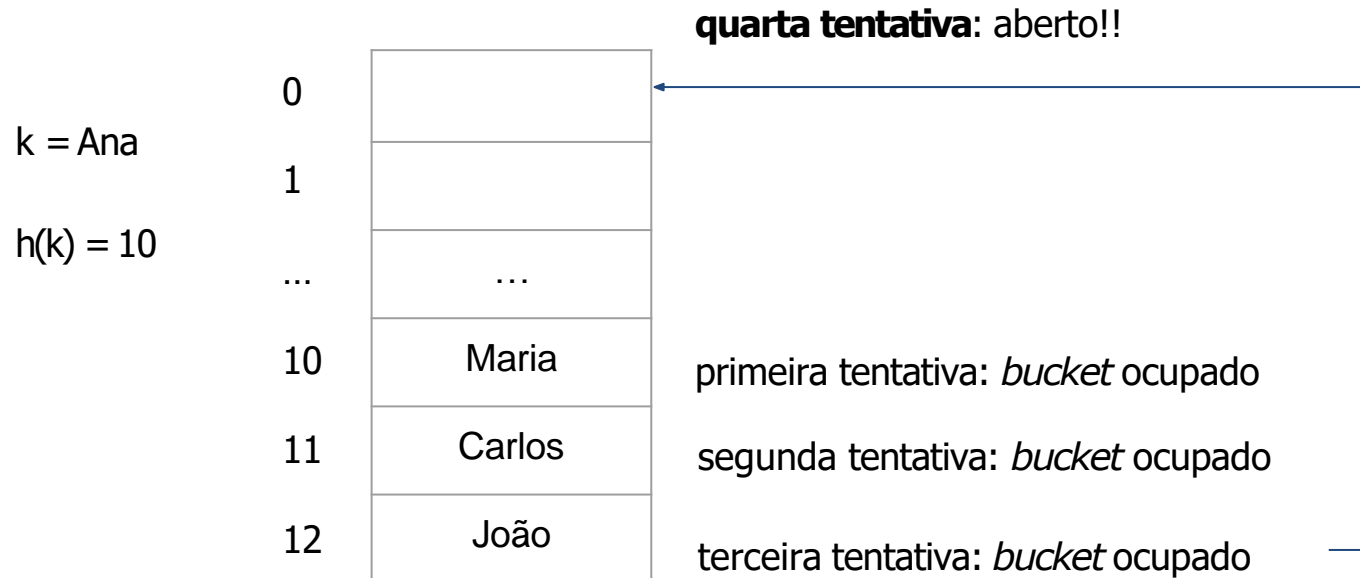 quarta tentativa: aberto!!
0
k = Ana
1
h(k) = 10
... …
10 Maria primeira tentativa: bucket ocupado
11 Carlos segunda tentativa: bucket ocupado
12 João terceira tentativa: bucket ocupado